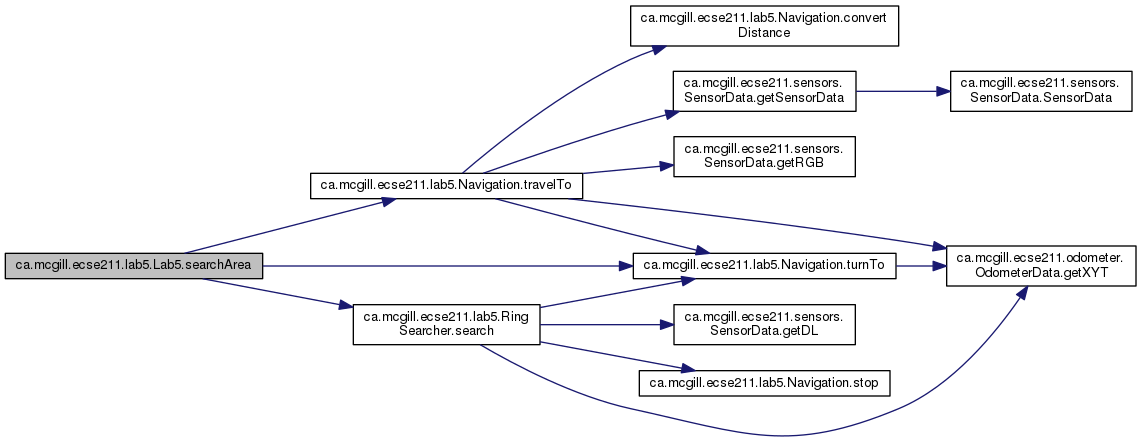 ca.mcgill.ecse211.lab5.Navigation.convert
Distance
ca.mcgill.ecse211.sensors.
SensorData.getSensorData
ca.mcgill.ecse211.sensors.
SensorData.SensorData
ca.mcgill.ecse211.sensors.
SensorData.getRGB
ca.mcgill.ecse211.lab5.Navigation.travelTo
ca.mcgill.ecse211.lab5.Lab5.searchArea
ca.mcgill.ecse211.lab5.Navigation.turnTo
ca.mcgill.ecse211.odometer.
OdometerData.getXYT
ca.mcgill.ecse211.lab5.Ring
Searcher.search
ca.mcgill.ecse211.sensors.
SensorData.getDL
ca.mcgill.ecse211.lab5.Navigation.stop